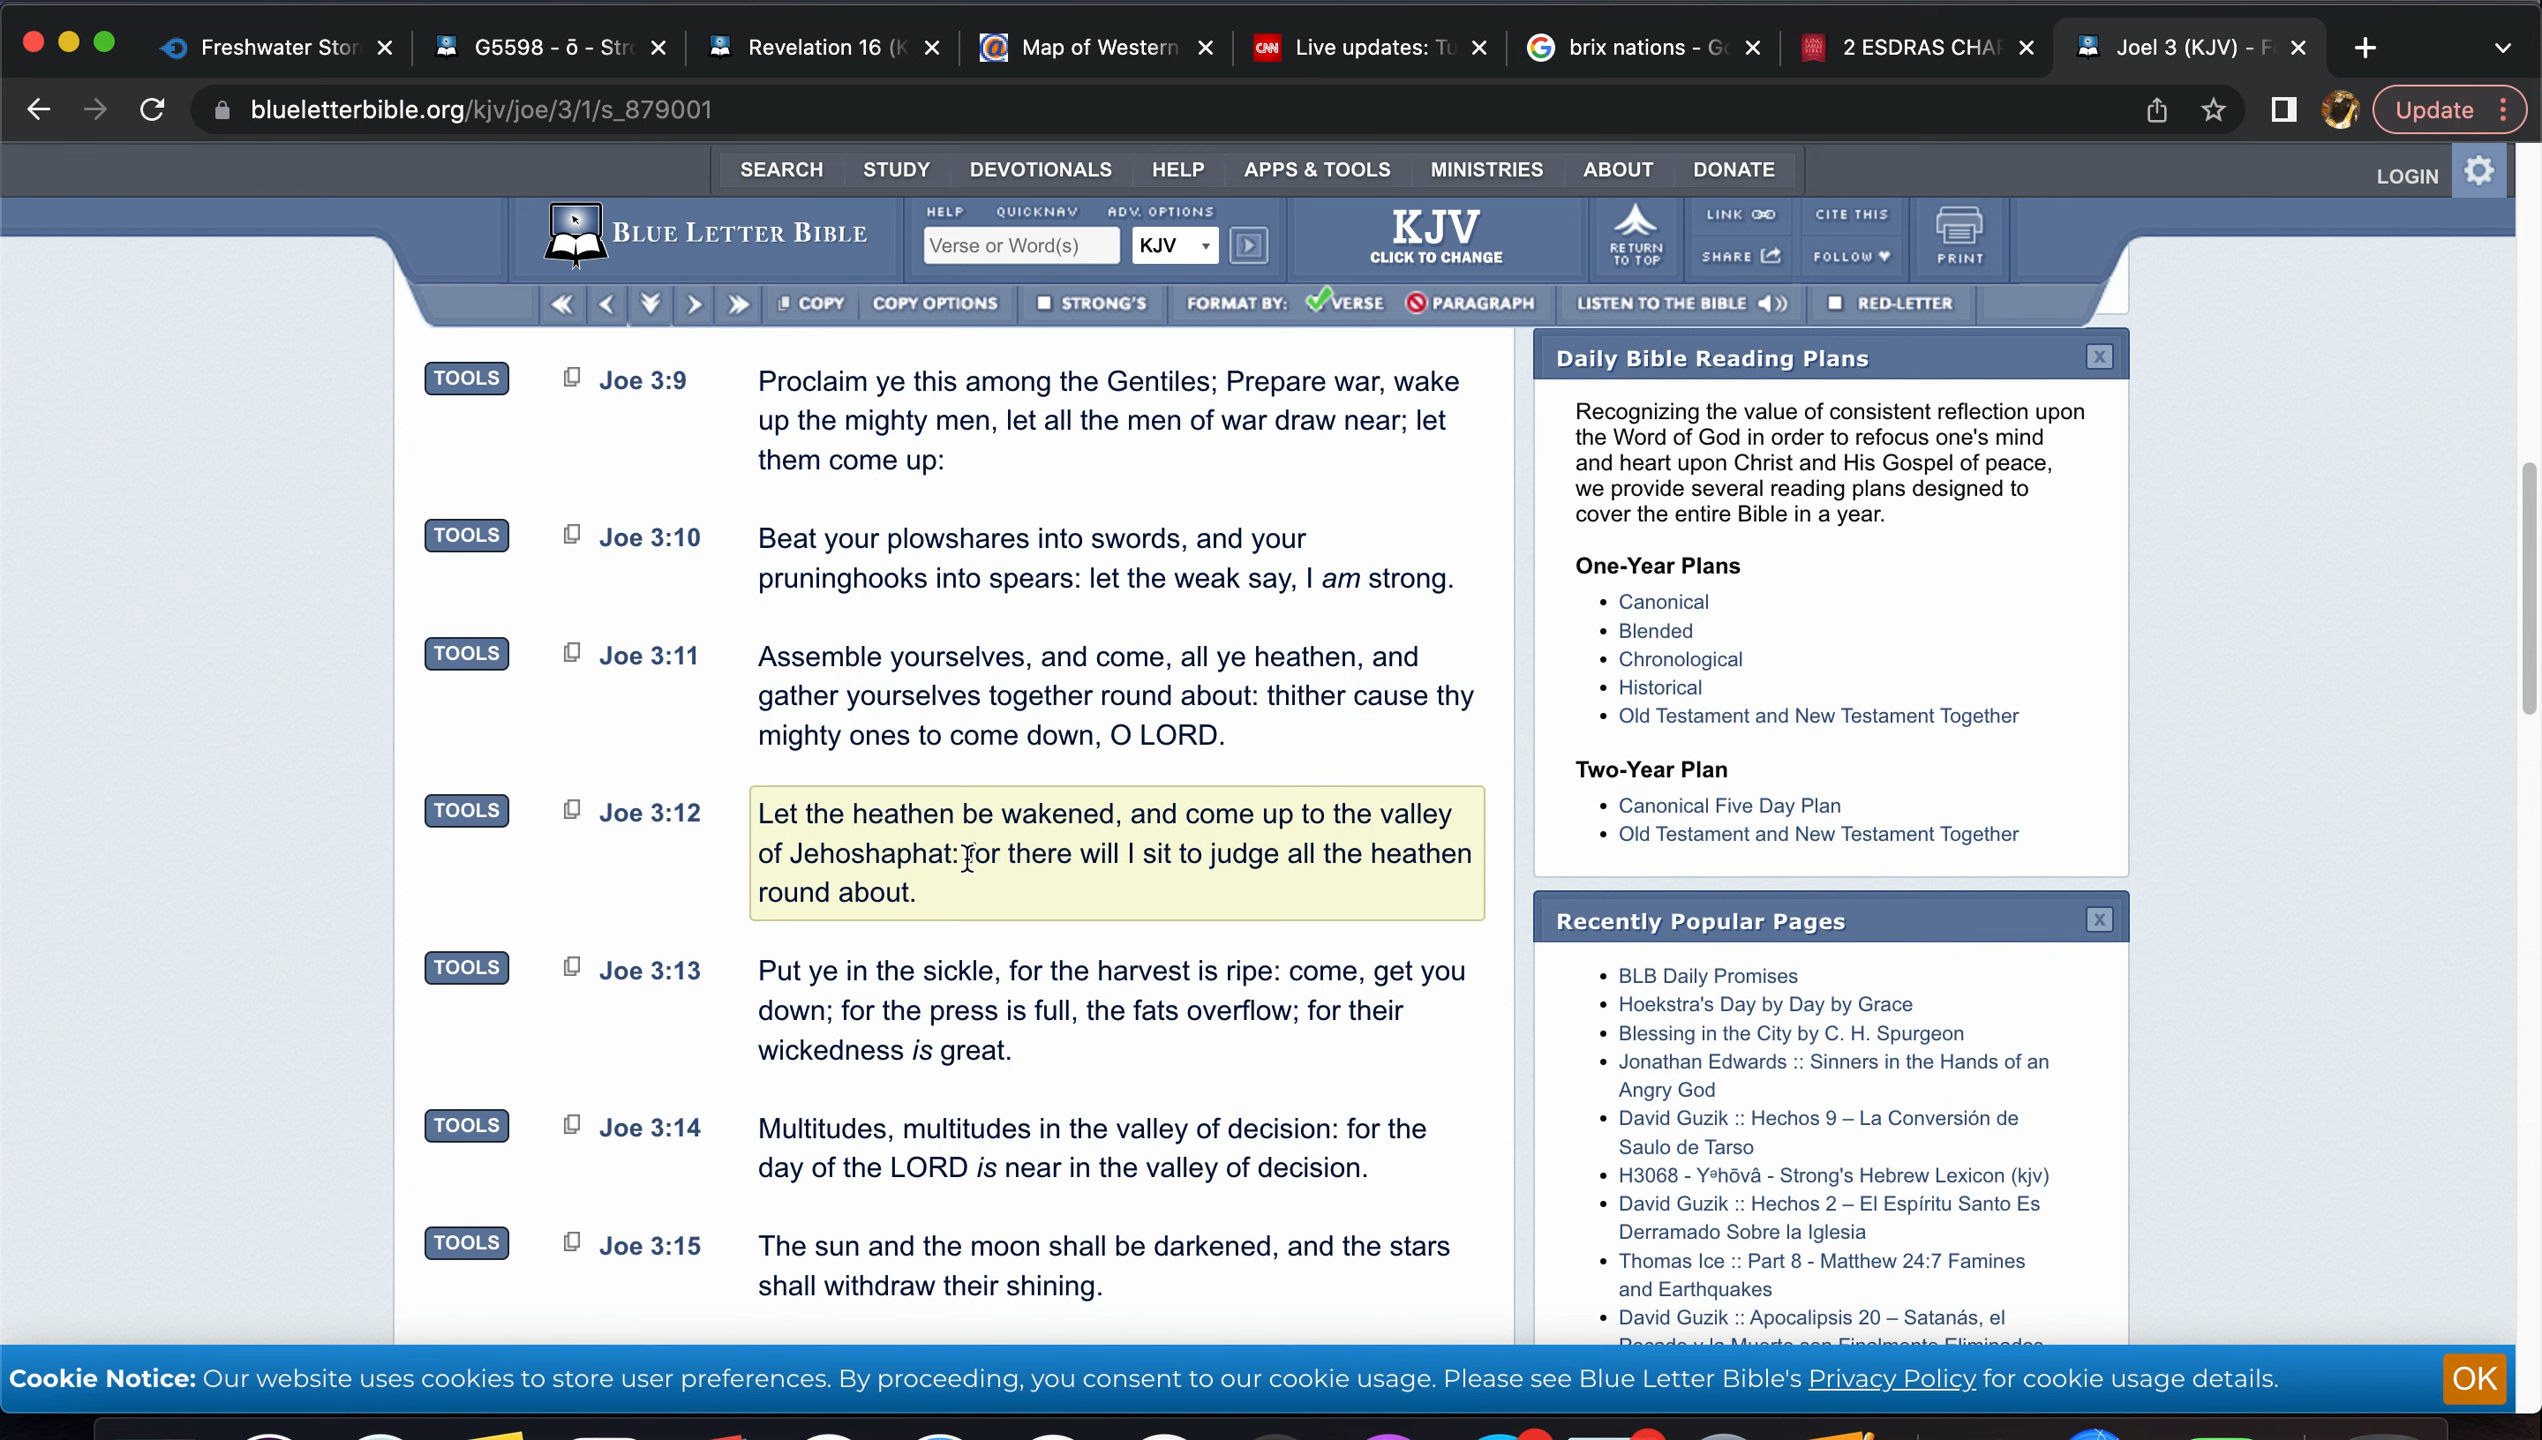 Freshwater Stor
G5598 - ō - Stro
Revelation 16 (K
Map of Western
CNN
Live updates: Tu
brix nations - Go
2 ESDRAS CHAP
Joel 3 (KJV) - F
blueletterbible.org/kjv/joe/3/1/s_879001
Update
SEARCH STUDY DEVOTIONALS HELP APPS & TOOLS MINISTRIES ABOUT DONATE
LOGIN
BLUE LETTER BIBLE
HELP QUICKNAV ADV. OPTIONS
Verse or Word(s)
KJV
KJV
CLICK TO CHANGE
RETURN
TO TOP
LINK
CITE THIS
SHARE
FOLLOW
PRINT
COPY COPY OPTIONS STRONG'S FORMAT BY: VERSE PARAGRAPH LISTEN TO THE BIBLE RED-LETTER
TOOLS Joe 3:9 Proclaim ye this among the Gentiles; Prepare war, wake
up the mighty men, let all the men of war draw near; let
them come up:
TOOLS Joe 3:10 Beat your plowshares into swords, and your
pruninghooks into spears: let the weak say, I am strong.
TOOLS Joe 3:11 Assemble yourselves, and come, all ye heathen, and
gather yourselves together round about: thither cause thy
mighty ones to come down, O LORD.
TOOLS Joe 3:12 Let the heathen be wakened, and come up to the valley
of Jehoshaphat: for there will I sit to judge all the heathen
round about.
TOOLS Joe 3:13 Put ye in the sickle, for the harvest is ripe: come, get you
down; for the press is full, the fats overflow; for their
wickedness is great.
TOOLS Joe 3:14 Multitudes, multitudes in the valley of decision: for the
day of the LORD is near in the valley of decision.
TOOLS Joe 3:15 The sun and the moon shall be darkened, and the stars
shall withdraw their shining.
Daily Bible Reading Plans
Recognizing the value of consistent reflection upon
the Word of God in order to refocus one's mind
and heart upon Christ and His Gospel of peace,
we provide several reading plans designed to
cover the entire Bible in a year.
One-Year Plans
Canonical
Blended
Chronological
Historical
Old Testament and New Testament Together
Two-Year Plan
Canonical Five Day Plan
Old Testament and New Testament Together
Recently Popular Pages
BLB Daily Promises
Hoekstra's Day by Day by Grace
Blessing in the City by C. H. Spurgeon
Jonathan Edwards :: Sinners in the Hands of an
Angry God
David Guzik :: Hechos 9 – La Conversión de
Saulo de Tarso
H3068 - Yᵊhōvâ - Strong's Hebrew Lexicon (kjv)
David Guzik :: Hechos 2 – El Espíritu Santo Es
Derramado Sobre la Iglesia
Thomas Ice :: Part 8 - Matthew 24:7 Famines
and Earthquakes
David Guzik :: Apocalipsis 20 – Satanás, el
Cookie Notice: Our website uses cookies to store user preferences. By proceeding, you consent to our cookie usage. Please see Blue Letter Bible's Privacy Policy for cookie usage details.
OK